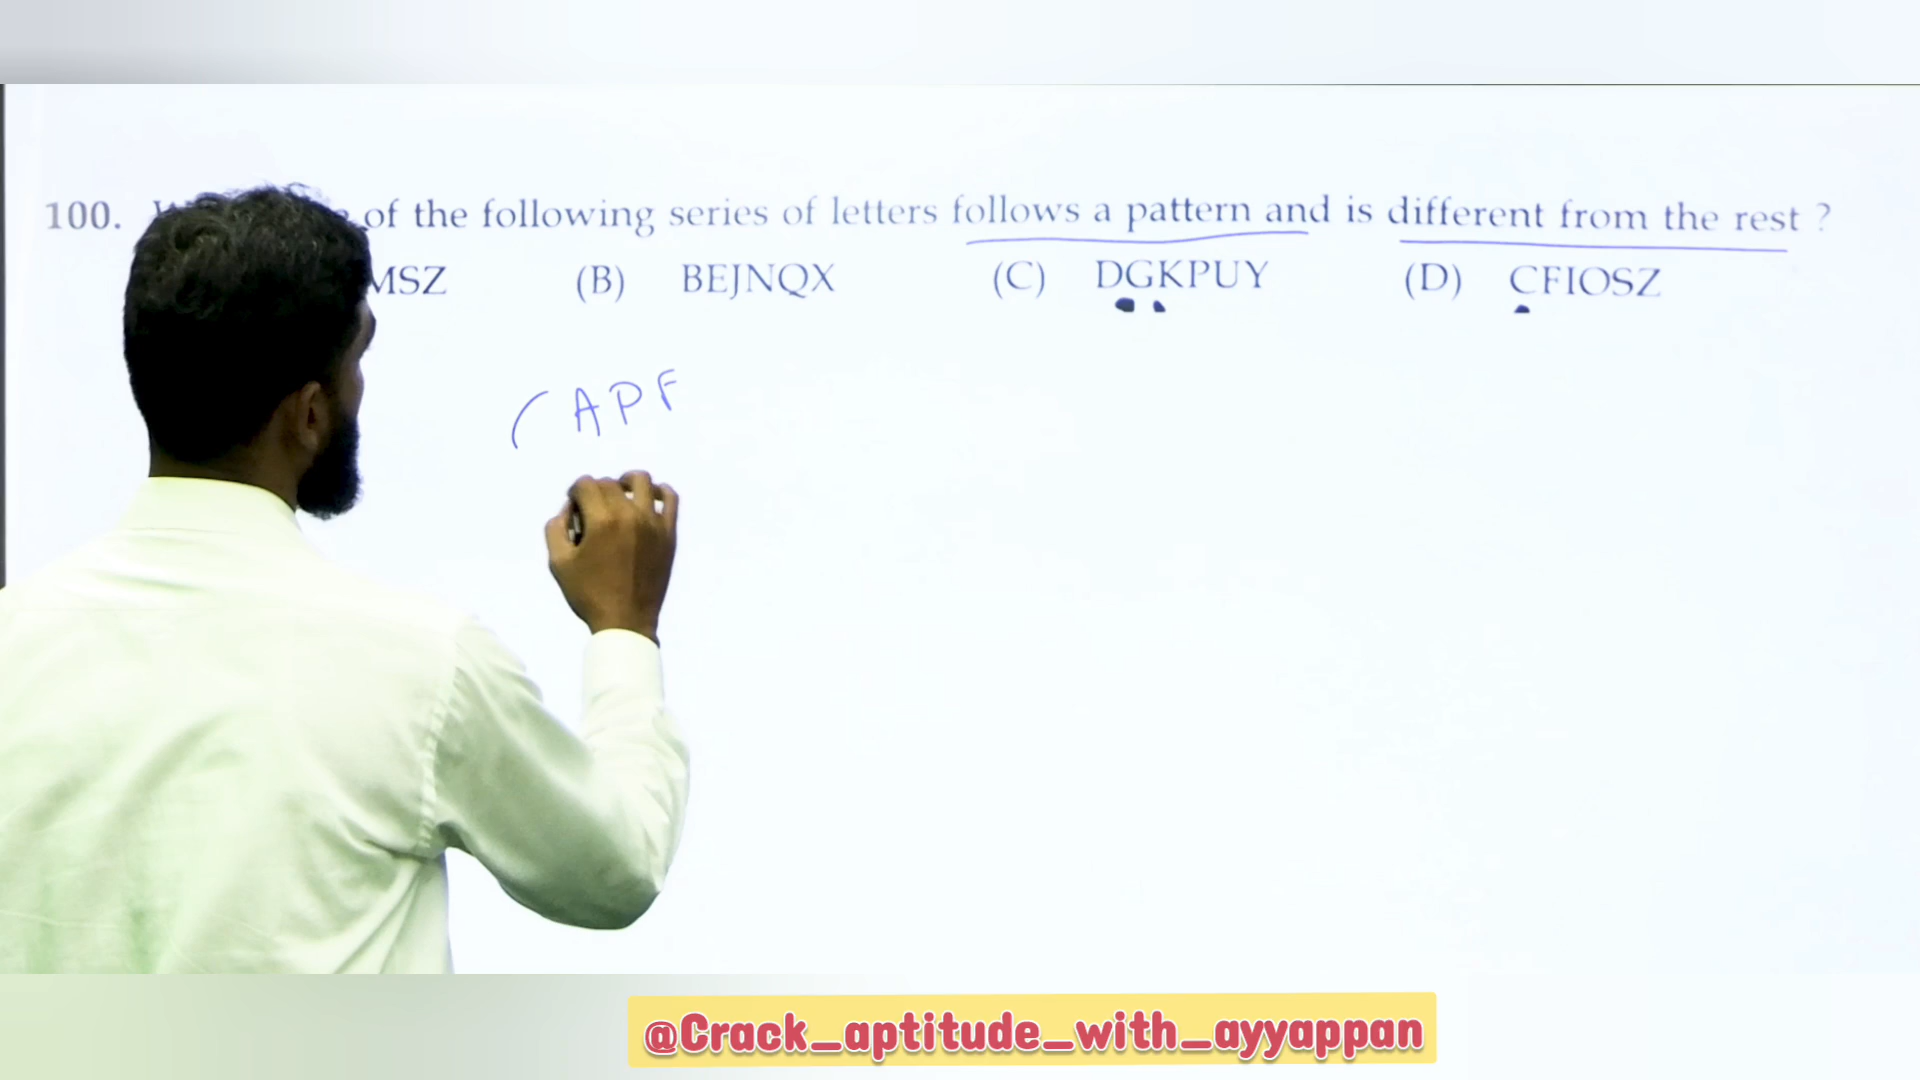 100. of the following series of letters follows a pattern and is different from the rest ?
MSZ (B) BEJNQX (C) DGKPUY (D) CFIOSZ
( APF
@Crack_aptitude_with_ayyappan